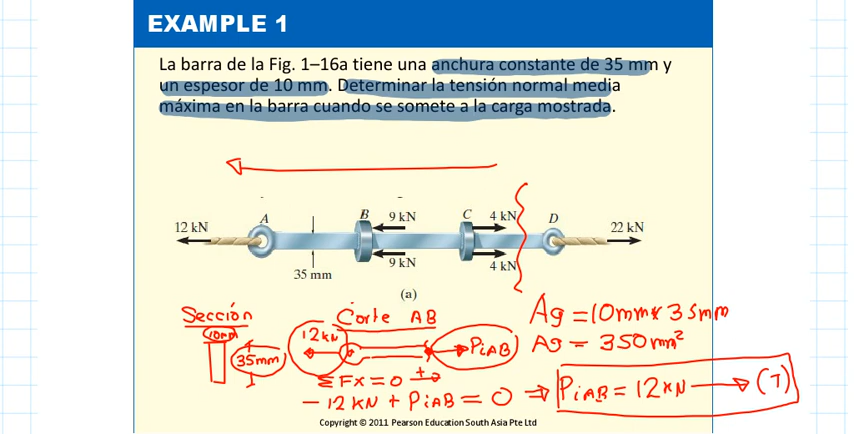 EXAMPLE 1
La barra de la Fig. 1–16a tiene una anchura constante de 35 mm y
un espesor de 10 mm. Determinar la tensión normal media
máxima en la barra cuando se somete a la carga mostrada.
12 kN
A
B
9 kN
C
4 kN
D
22 kN
9 kN
4 kN
35 mm
(a)
Sección
10mm
35mm
Corte AB
12kN
PiAB
Ag = 10mm x 35mm
Ag = 350mm²
ΣFx = 0 +→
- 12 KN + PiAB = 0 ⇒ PiAB = 12 KN → (T)
Copyright © 2011 Pearson Education South Asia Pte Ltd